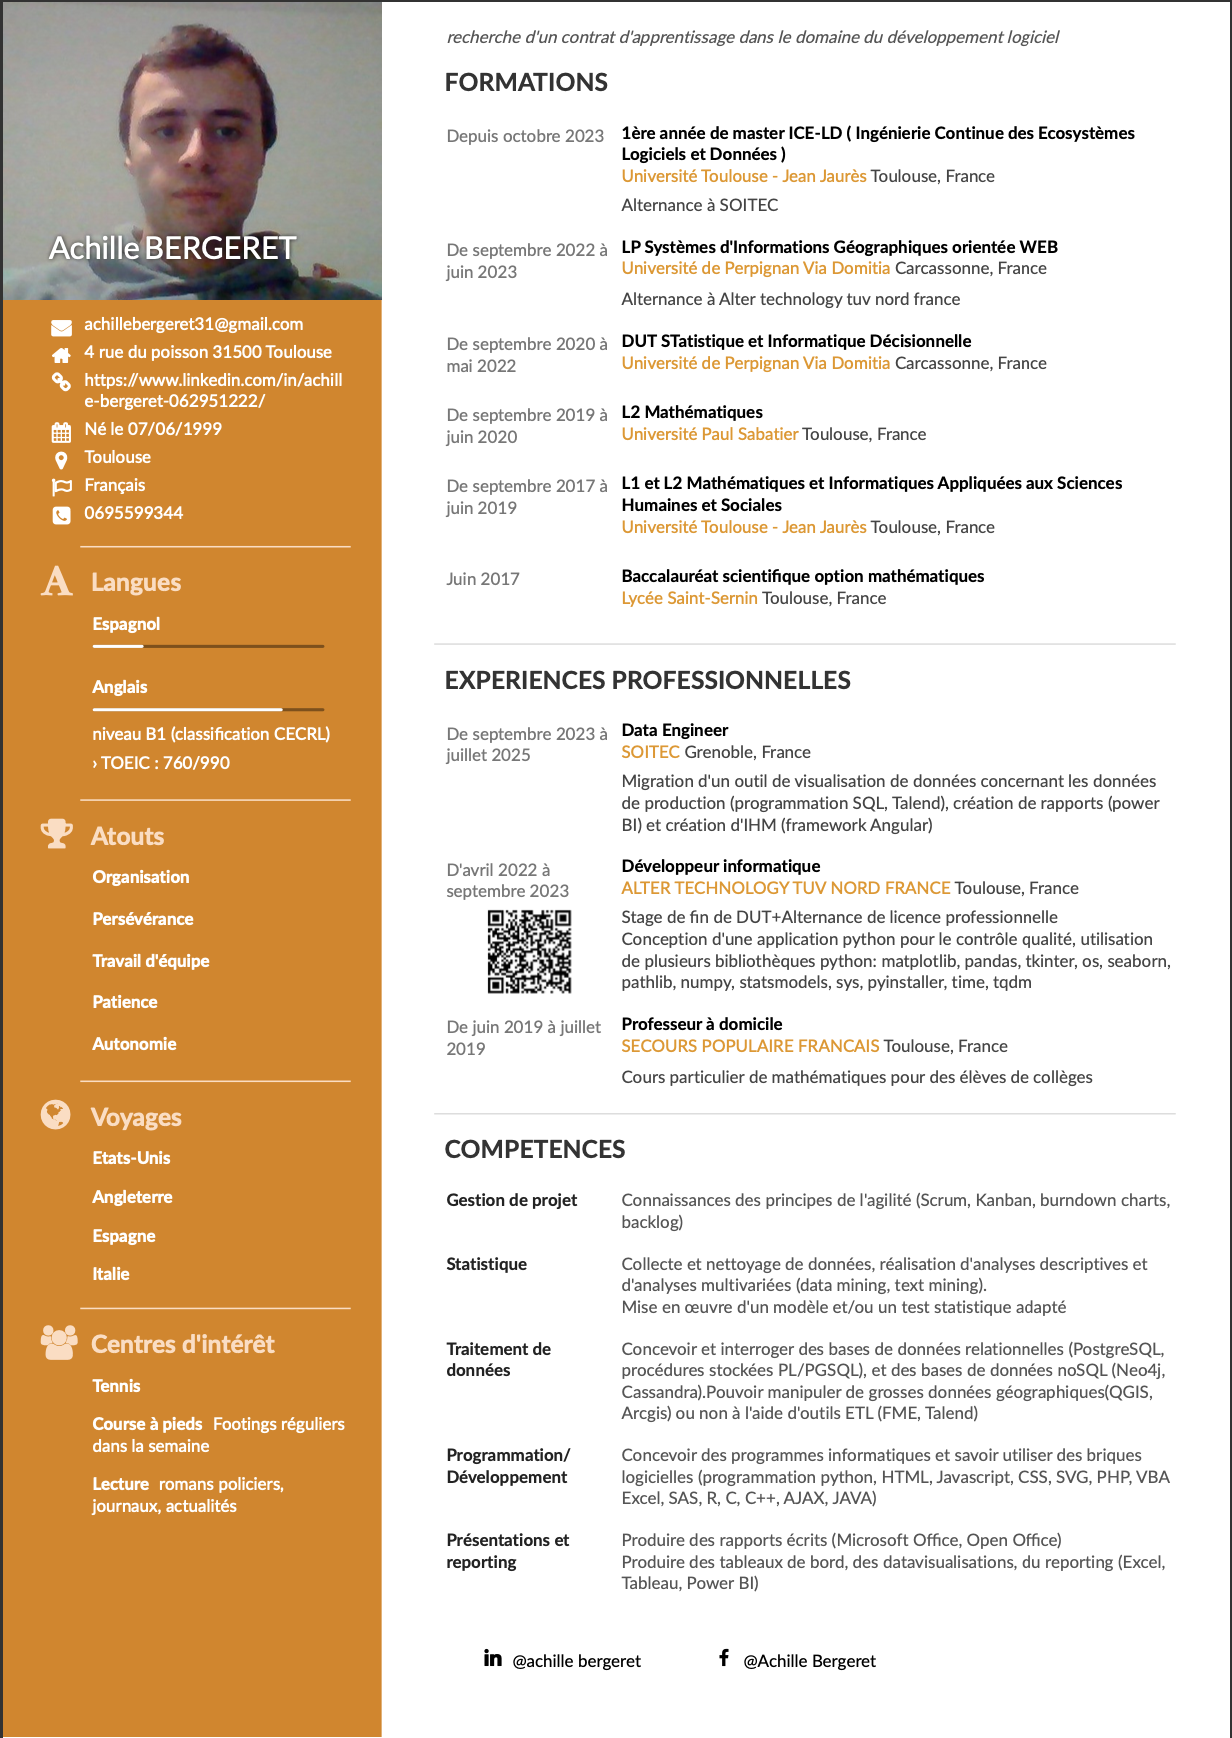 Achille BERGERET
achillebergeret31@gmail.com
4 rue du poisson 31500 Toulouse
https://www.linkedin.com/in/achill
e-bergeret-062951222/
Né le 07/06/1999
Toulouse
Français
0695599344
Langues
Espagnol
Anglais
niveau B1 (classification CECRL)
› TOEIC : 760/990
Atouts
Organisation
Persévérance
Travail d'équipe
Patience
Autonomie
Voyages
Etats-Unis
Angleterre
Espagne
Italie
Centres d'intérêt
Tennis
Course à pieds Footings réguliers
dans la semaine
Lecture romans policiers,
journaux, actualités
recherche d'un contrat d'apprentissage dans le domaine du développement logiciel
FORMATIONS
Depuis octobre 2023
1ère année de master ICE-LD ( Ingénierie Continue des Ecosystèmes
Logiciels et Données )
Université Toulouse - Jean Jaurès Toulouse, France
Alternance à SOITEC
De septembre 2022 à
juin 2023
LP Systèmes d'Informations Géographiques orientée WEB
Université de Perpignan Via Domitia Carcassonne, France
Alternance à Alter technology tuv nord france
De septembre 2020 à
mai 2022
DUT STatistique et Informatique Décisionnelle
Université de Perpignan Via Domitia Carcassonne, France
De septembre 2019 à
juin 2020
L2 Mathématiques
Université Paul Sabatier Toulouse, France
De septembre 2017 à
juin 2019
L1 et L2 Mathématiques et Informatiques Appliquées aux Sciences
Humaines et Sociales
Université Toulouse - Jean Jaurès Toulouse, France
Juin 2017
Baccalauréat scientifique option mathématiques
Lycée Saint-Sernin Toulouse, France
EXPERIENCES PROFESSIONNELLES
De septembre 2023 à
juillet 2025
Data Engineer
SOITEC Grenoble, France
Migration d'un outil de visualisation de données concernant les données
de production (programmation SQL, Talend), création de rapports (power
BI) et création d'IHM (framework Angular)
D'avril 2022 à
septembre 2023
Développeur informatique
ALTER TECHNOLOGY TUV NORD FRANCE Toulouse, France
Stage de fin de DUT+Alternance de licence professionnelle
Conception d'une application python pour le contrôle qualité, utilisation
de plusieurs bibliothèques python: matplotlib, pandas, tkinter, os, seaborn,
pathlib, numpy, statsmodels, sys, pyinstaller, time, tqdm
De juin 2019 à juillet
2019
Professeur à domicile
SECOURS POPULAIRE FRANCAIS Toulouse, France
Cours particulier de mathématiques pour des élèves de collèges
COMPETENCES
Gestion de projet
Connaissances des principes de l'agilité (Scrum, Kanban, burndown charts,
backlog)
Statistique
Collecte et nettoyage de données, réalisation d'analyses descriptives et
d'analyses multivariées (data mining, text mining).
Mise en œuvre d'un modèle et/ou un test statistique adapté
Traitement de
données
Concevoir et interroger des bases de données relationnelles (PostgreSQL,
procédures stockées PL/PGSQL), et des bases de données noSQL (Neo4j,
Cassandra).Pouvoir manipuler de grosses données géographiques(QGIS,
Arcgis) ou non à l'aide d'outils ETL (FME, Talend)
Programmation/
Développement
Concevoir des programmes informatiques et savoir utiliser des briques
logicielles (programmation python, HTML, Javascript, CSS, SVG, PHP, VBA
Excel, SAS, R, C, C++, AJAX, JAVA)
Présentations et
reporting
Produire des rapports écrits (Microsoft Office, Open Office)
Produire des tableaux de bord, des datavisualisations, du reporting (Excel,
Tableau, Power BI)
@achille bergeret
@Achille Bergeret